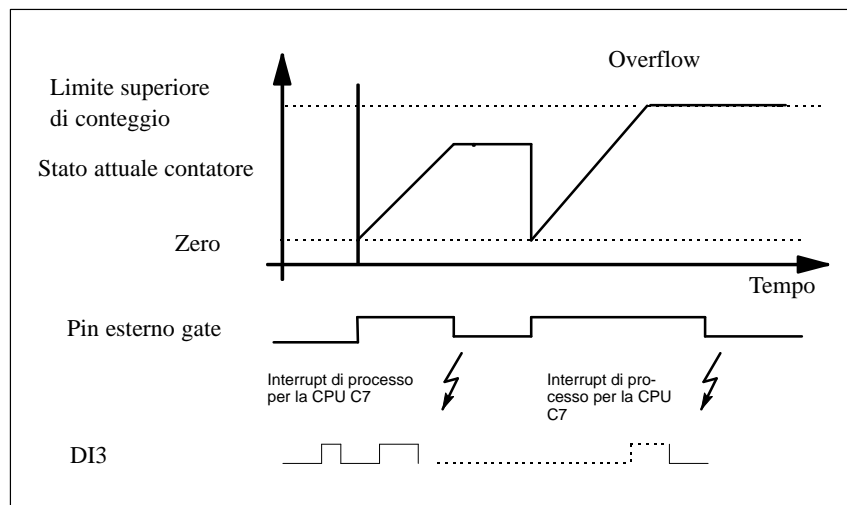 Overflow
Limite superiore
di conteggio
Stato attuale contatore
Zero
Tempo
Pin esterno gate
Interrupt di processo
per la CPU C7
Interrupt di pro-
cesso per la CPU
C7
DI3